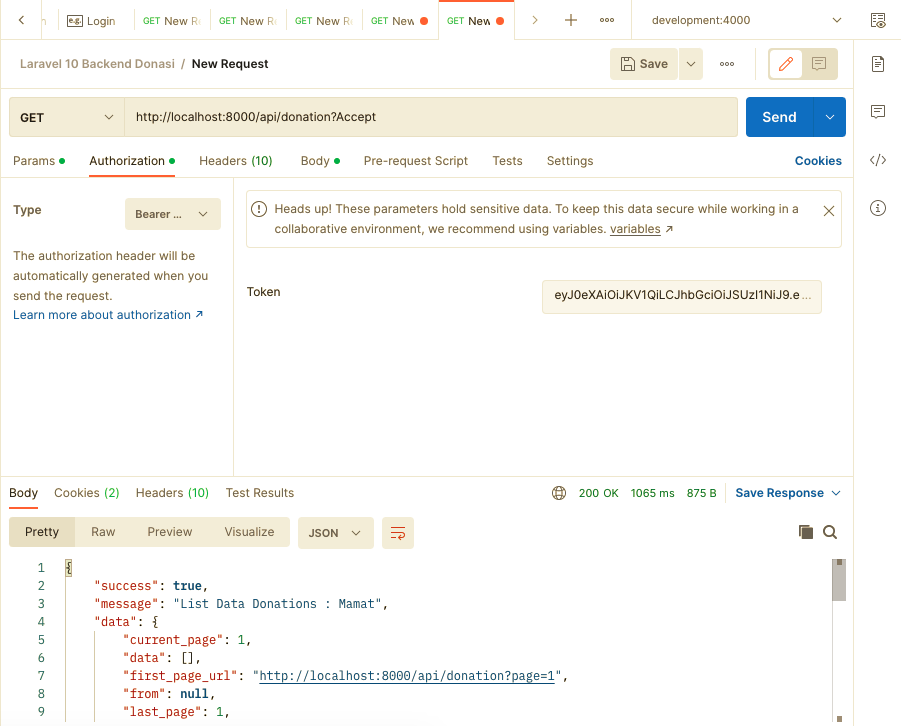 Login GET New R GET New R GET New R GET New GET New development:4000
Laravel 10 Backend Donasi / New Request Save
GET http://localhost:8000/api/donation?Accept Send
Params Authorization Headers (10) Body Pre-request Script Tests Settings Cookies
Type Bearer ...
The authorization header will be
automatically generated when you
send the request.
Learn more about authorization ↗
Heads up! These parameters hold sensitive data. To keep this data secure while working in a
collaborative environment, we recommend using variables. variables ↗
Token eyJ0eXAiOiJKV1QiLCJhbGciOiJSUzI1NiJ9.e...
Body Cookies (2) Headers (10) Test Results 200 OK 1065 ms 875 B Save Response
Pretty Raw Preview Visualize JSON
1 {
2 "success": true,
3 "message": "List Data Donations : Mamat",
4 "data": {
5 "current_page": 1,
6 "data": [],
7 "first_page_url": "http://localhost:8000/api/donation?page=1",
8 "from": null,
9 "last_page": 1,